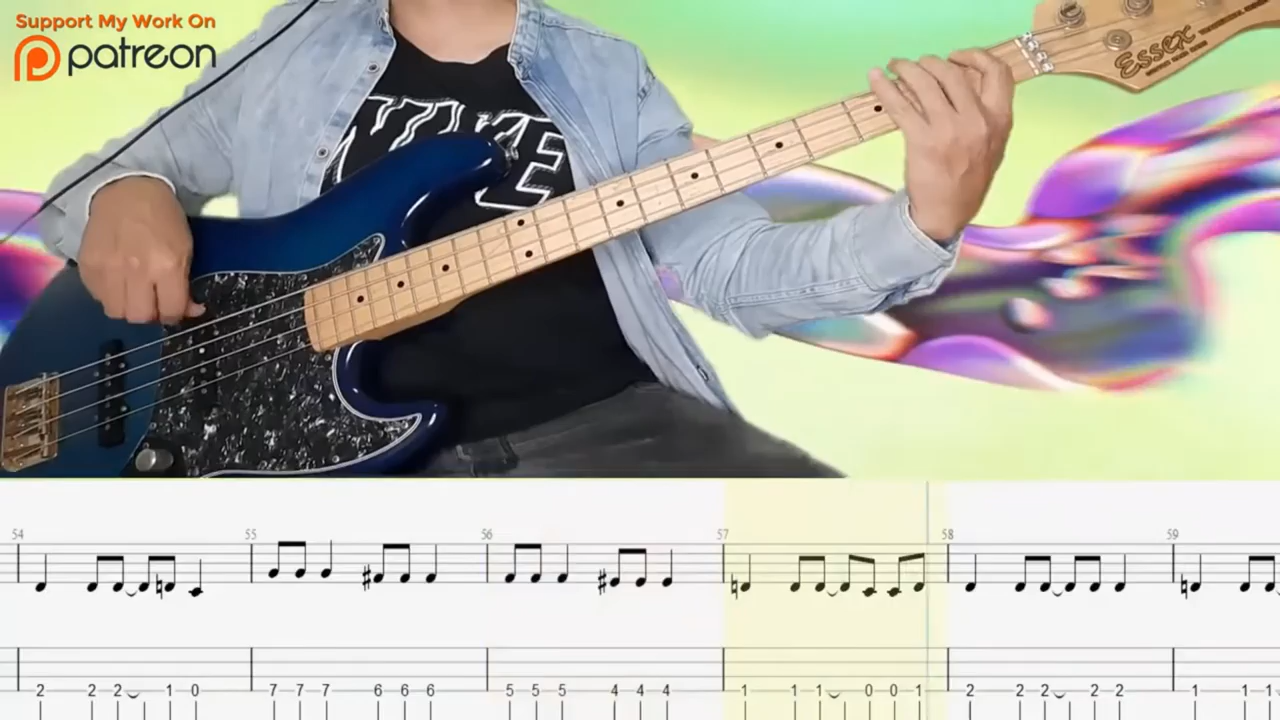 Support My Work On
patreon
Essex
NIKE
54 55 56 57 58 59
2 2 2 1 0 7 7 7 6 6 6 5 5 5 4 4 4 1 1 1 0 0 1 2 2 2 2 2 1 1 1